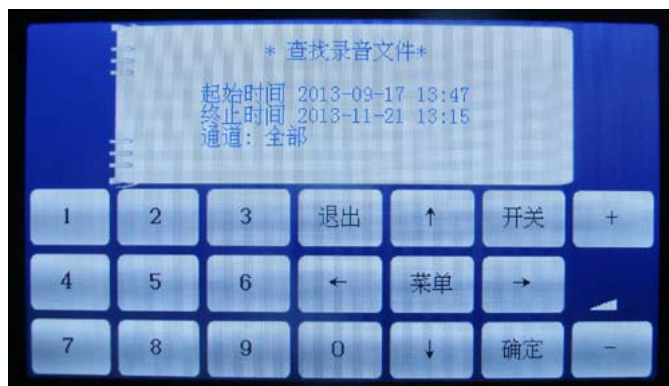 * 查找录音文件*
起始时间 2013-09-17 13:47
终止时间 2013-11-21 13:15
通道: 全部
1 2 3 退出 ↑ 开关 +
4 5 6 ← 菜单 →
7 8 9 0 ↓ 确定 -